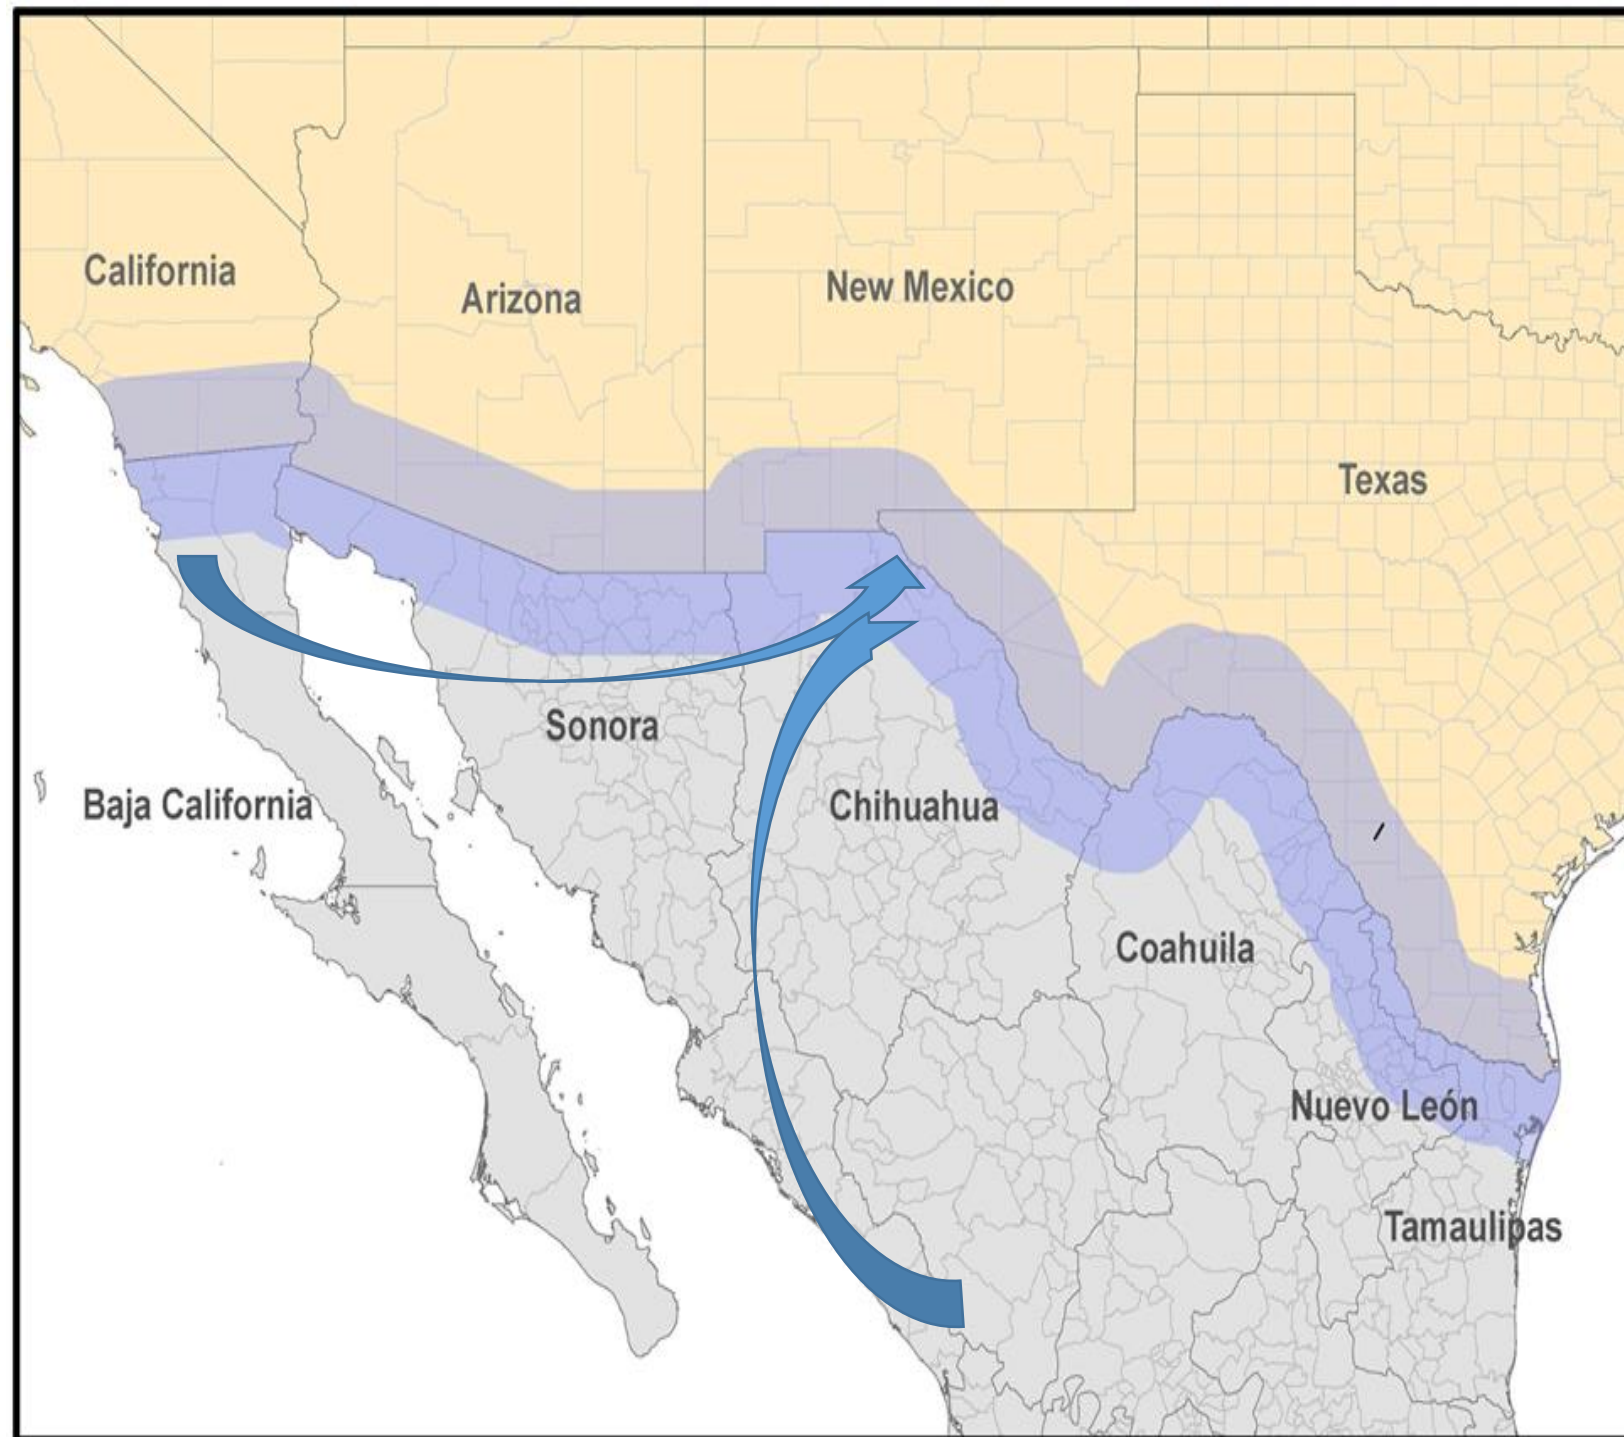 California
Arizona
New Mexico
Texas
Sonora
Baja California
Chihuahua
Coahuila
Nuevo León
Tamaulipas